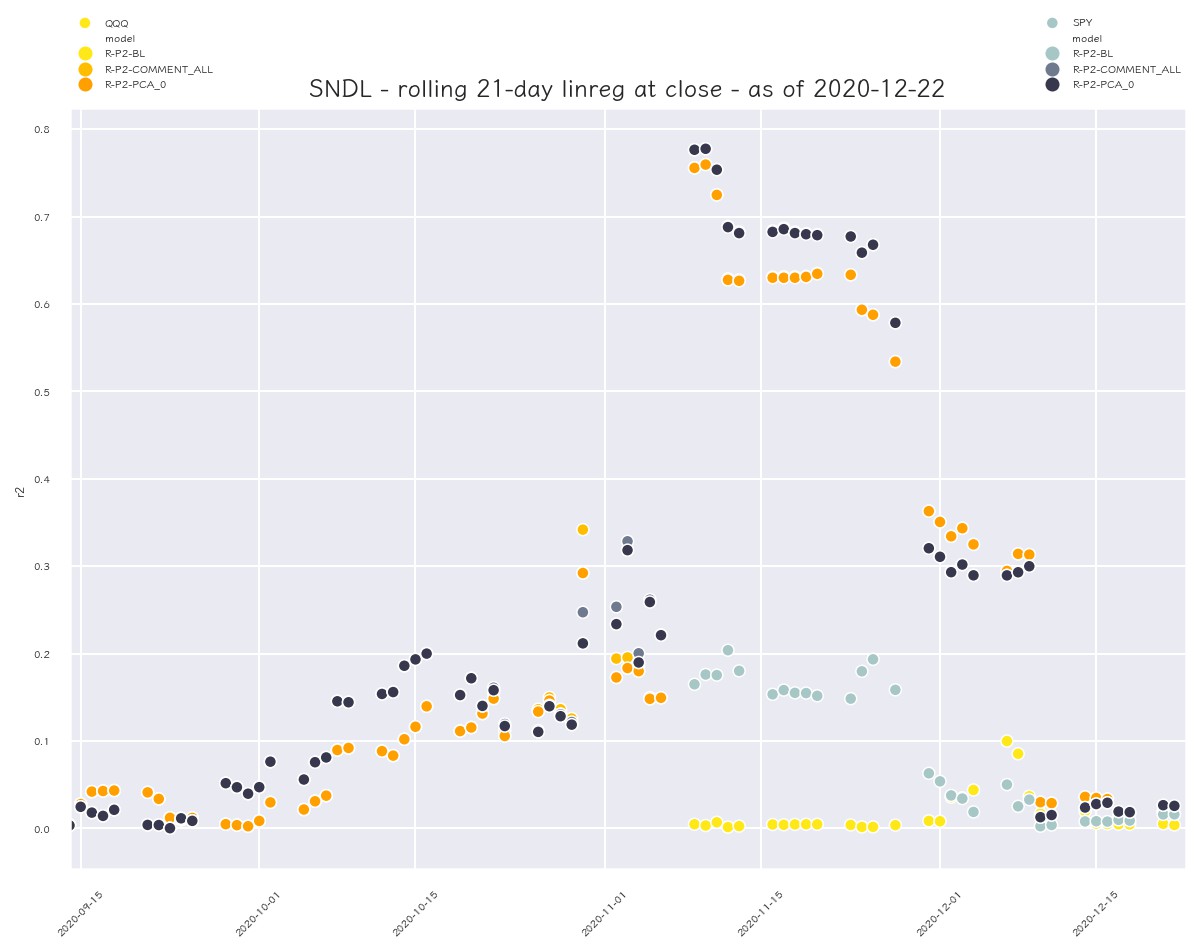 QQQ
model
R-P2-BL
R-P2-COMMENT_ALL
R-P2-PCA_0
SPY
model
R-P2-BL
R-P2-COMMENT_ALL
R-P2-PCA_0
SNDL - rolling 21-day linreg at close - as of 2020-12-22
0.8
0.7
0.6
0.5
0.4
0.3
0.2
0.1
0.0
r2
2020-09-15
2020-10-01
2020-10-15
2020-11-01
2020-11-15
2020-12-01
2020-12-15